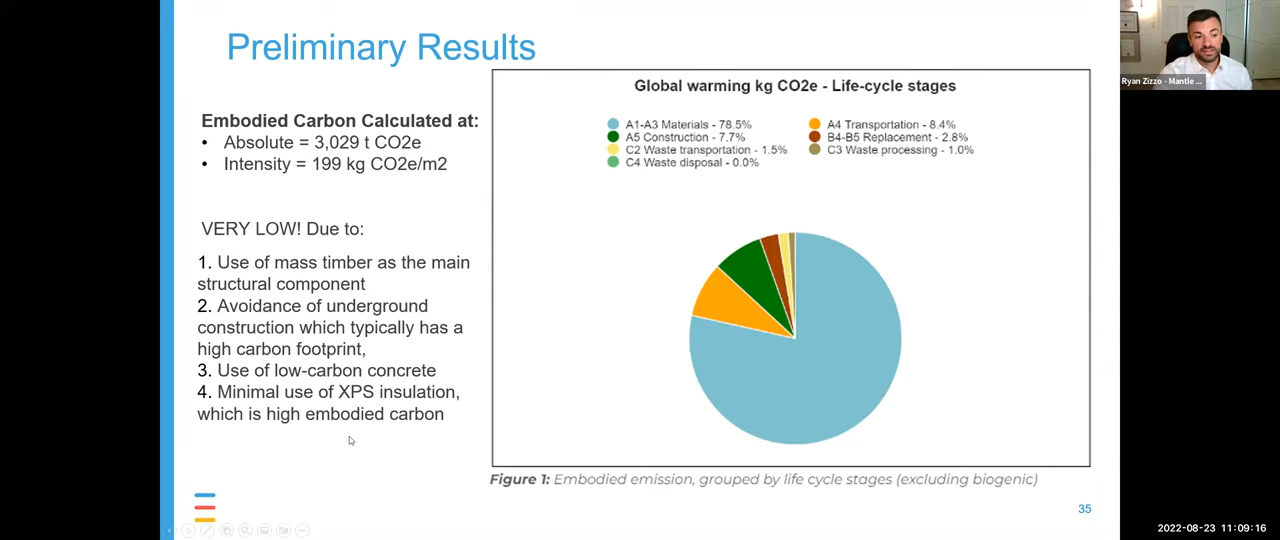 Preliminary Results
Embodied Carbon Calculated at:
• Absolute = 3,029 t CO2e
• Intensity = 199 kg CO2e/m2
VERY LOW! Due to:
1. Use of mass timber as the main
structural component
2. Avoidance of underground
construction which typically has a
high carbon footprint,
3. Use of low-carbon concrete
4. Minimal use of XPS insulation,
which is high embodied carbon
Global warming kg CO2e - Life-cycle stages
A1-A3 Materials - 78.5%
A4 Transportation - 8.4%
A5 Construction - 7.7%
B4-B5 Replacement - 2.8%
C2 Waste transportation - 1.5%
C3 Waste processing - 1.0%
C4 Waste disposal - 0.0%
Figure 1: Embodied emission, grouped by life cycle stages (excluding biogenic)
35
Ryan Zizzo - Mantle ...
2022-08-23 11:09:16